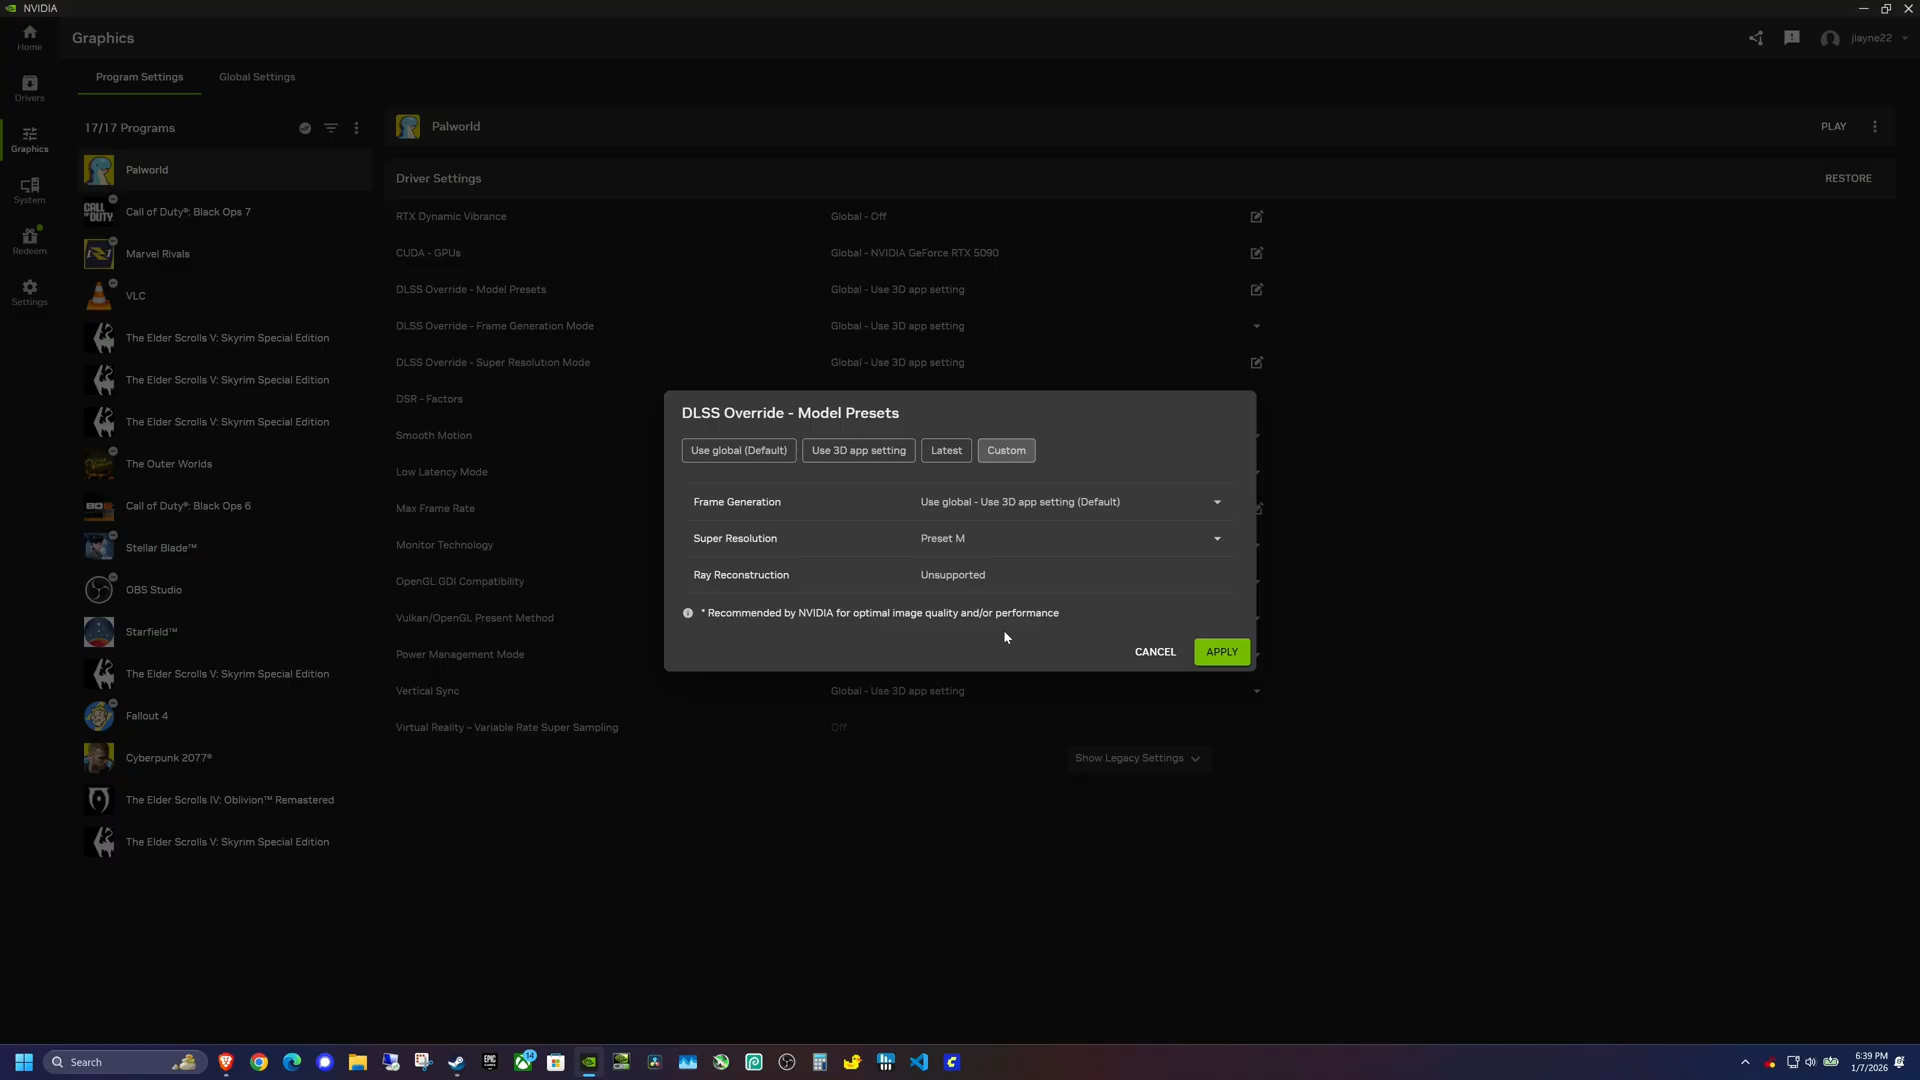 NVIDIA
Home
Graphics
jlayne22
Drivers
Graphics
System
Redeem
Settings
Program Settings
Global Settings
17/17 Programs
Palworld
Call of Duty®: Black Ops 7
Marvel Rivals
VLC
The Elder Scrolls V: Skyrim Special Edition
The Elder Scrolls V: Skyrim Special Edition
The Elder Scrolls V: Skyrim Special Edition
The Outer Worlds
Call of Duty®: Black Ops 6
Stellar Blade™
OBS Studio
Starfield™
The Elder Scrolls V: Skyrim Special Edition
Fallout 4
Cyberpunk 2077®
The Elder Scrolls IV: Oblivion™ Remastered
The Elder Scrolls V: Skyrim Special Edition
Palworld
PLAY
Driver Settings
RESTORE
RTX Dynamic Vibrance Global - Off
CUDA - GPUs Global - NVIDIA GeForce RTX 5090
DLSS Override - Model Presets Global - Use 3D app setting
DLSS Override - Frame Generation Mode Global - Use 3D app setting
DLSS Override - Super Resolution Mode Global - Use 3D app setting
DSR - Factors
Smooth Motion
Low Latency Mode
Max Frame Rate
Monitor Technology
OpenGL GDI Compatibility
Vulkan/OpenGL Present Method
Power Management Mode
Vertical Sync Global - Use 3D app setting
Virtual Reality – Variable Rate Super Sampling Off
Show Legacy Settings
DLSS Override - Model Presets
Use global (Default) Use 3D app setting Latest Custom
Frame Generation Use global - Use 3D app setting (Default)
Super Resolution Preset M
Ray Reconstruction Unsupported
* Recommended by NVIDIA for optimal image quality and/or performance
CANCEL APPLY
Search
EPIC
14
6:39 PM
1/7/2026